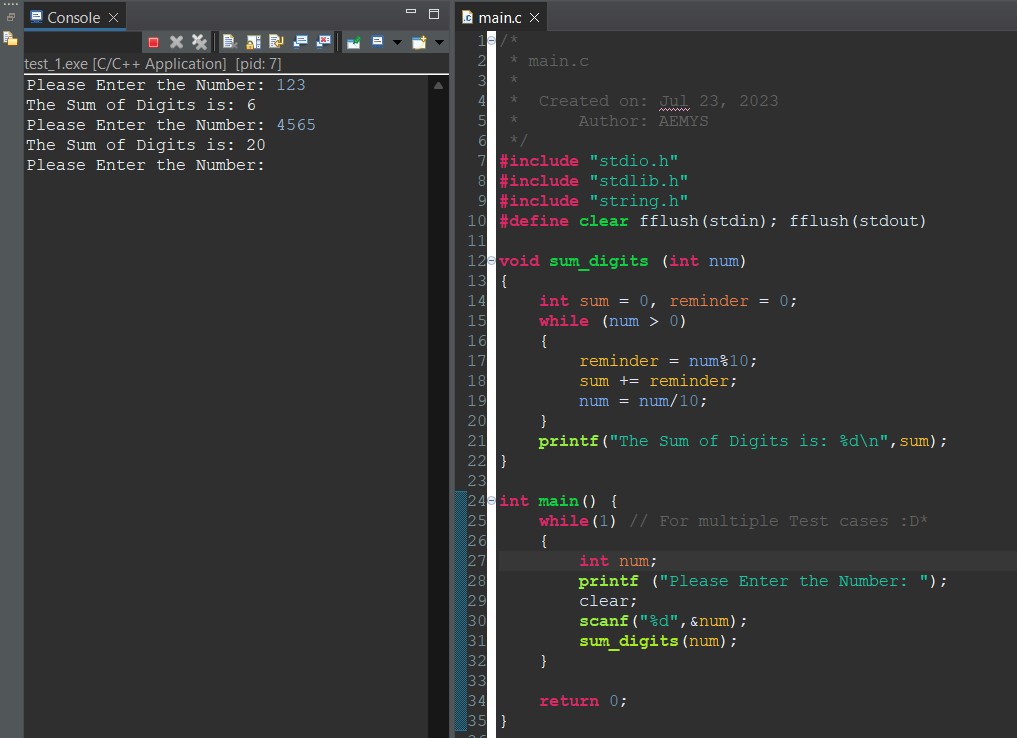 Console
test_1.exe [C/C++ Application] [pid: 7]
Please Enter the Number: 123
The Sum of Digits is: 6
Please Enter the Number: 4565
The Sum of Digits is: 20
Please Enter the Number:
main.c
1 /*
2  * main.c
3  *
4  *  Created on: Jul 23, 2023
5  *      Author: AEMYS
6  */
7 #include "stdio.h"
8 #include "stdlib.h"
9 #include "string.h"
10 #define clear fflush(stdin); fflush(stdout)
11
12 void sum_digits (int num)
13 {
14     int sum = 0, reminder = 0;
15     while (num > 0)
16     {
17         reminder = num%10;
18         sum += reminder;
19         num = num/10;
20     }
21     printf("The Sum of Digits is: %d\n",sum);
22 }
23
24 int main() {
25     while(1) // For multiple Test cases :D*
26     {
27         int num;
28         printf ("Please Enter the Number: ");
29         clear;
30         scanf("%d",&num);
31         sum_digits(num);
32     }
33
34     return 0;
35 }